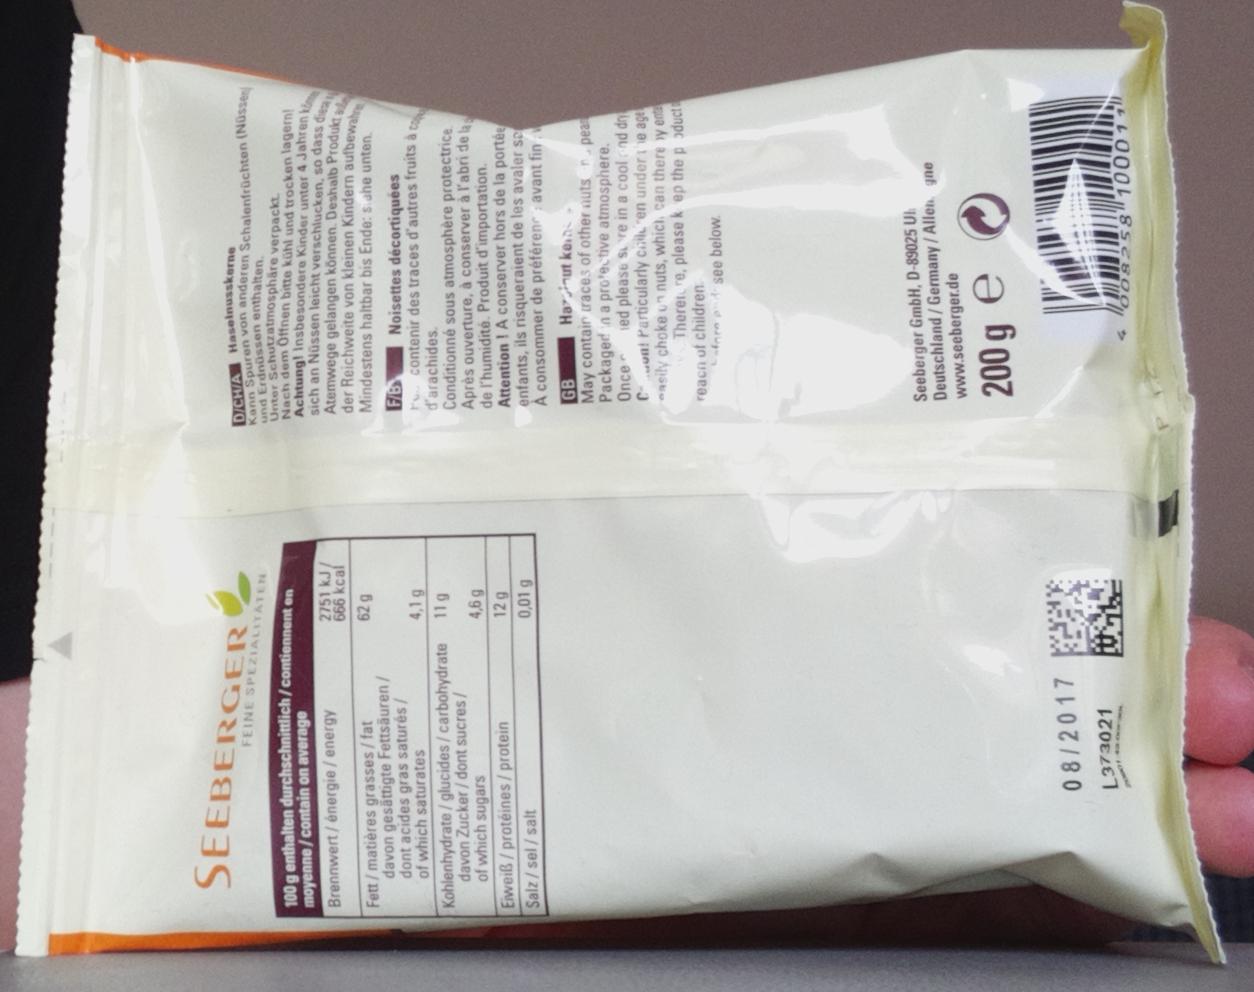 SEEBERGER
FEINE SPEZIALITÄTEN
100 g enthalten durchschnittlich / contiennent en
moyenne / contain on average
Brennwert / énergie / energy 2751 kJ / 666 kcal
Fett / matières grasses / fat 62 g
davon gesättigte Fettsäuren /
dont acides gras saturés /
of which saturates 4,1 g
Kohlenhydrate / glucides / carbohydrate 11 g
davon Zucker / dont sucres /
of which sugars 4,6 g
Eiweiß / protéines / protein 12 g
Salz / sel / salt 0,01 g
08/2017
L373021
D/CH/A Haselnusskerne
Kann Spuren von anderen Schalenfrüchten (Nüssen)
und Erdnüssen enthalten.
Unter Schutzatmosphäre verpackt.
Nach dem Öffnen bitte kühl und trocken lagern!
Achtung! Insbesondere Kinder unter 4 Jahren
sich an Nüssen leicht verschlucken, so dass diese
Atemwege gelangen können. Deshalb Produkt
der Reichweite von kleinen Kindern aufbewahren
Mindestens haltbar bis Ende: siehe unten.
F/B Noisettes décortiquées
contenir des traces d'autres fruits à
d'arachides.
Conditionné sous atmosphère protectrice.
Après ouverture, à conserver à l'abri de la
de l'humidité. Produit d'importation.
Attention ! A conserver hors de la portée
enfants, ils risqueraient de les avaler
À consommer de préférence avant fin
GB Hazelnut
May contain traces of other nuts
Packaged in a protective atmosphere.
Once please store in a cool and dry
Particularly children under the age
easily choke on nuts, which can there by
Therefore, please keep the product
reach of children.
see below.
Seeberger GmbH, D-89025
Deutschland / Germany /
www.seeberger.de
200 g e
4 008258 100011